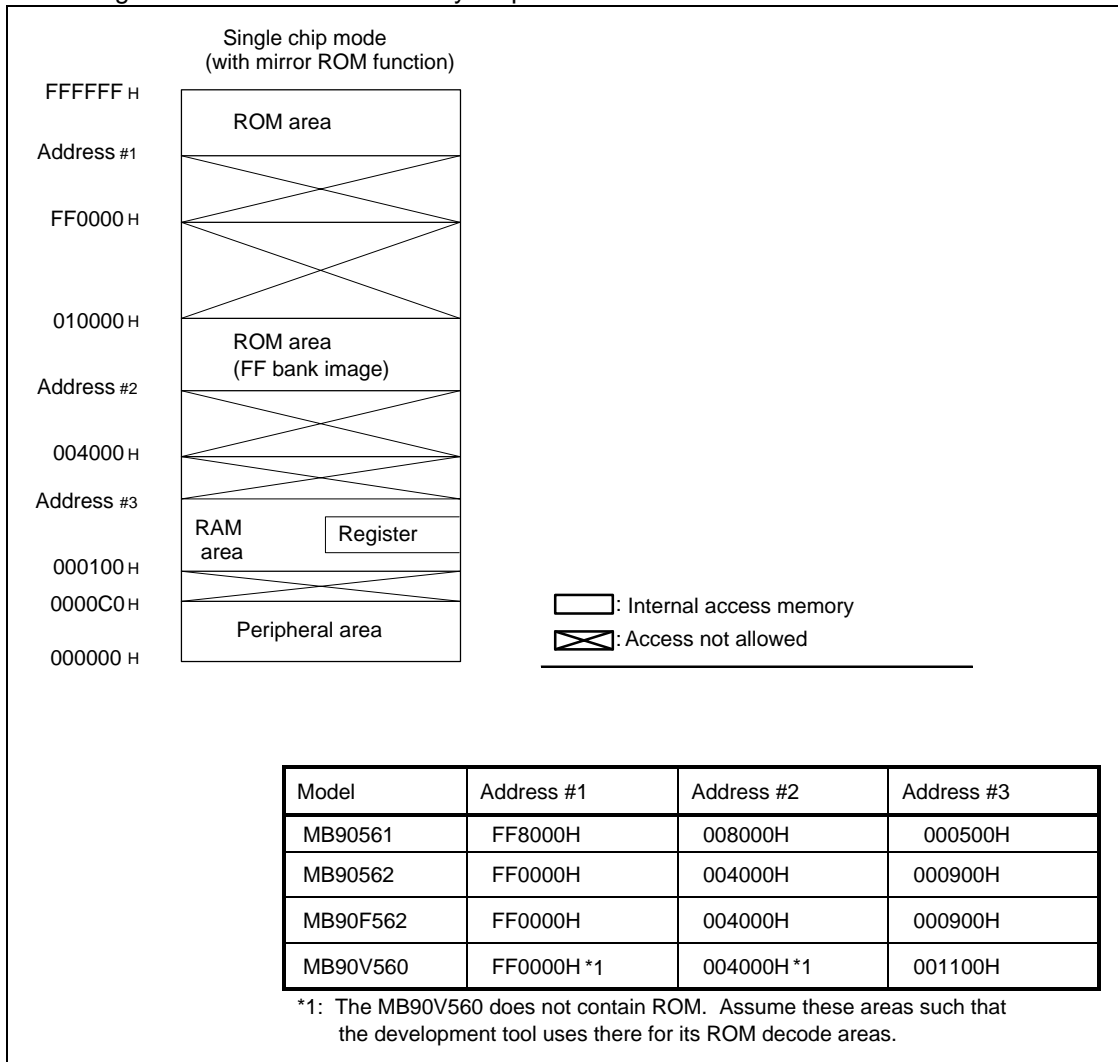 Single chip mode
(with mirror ROM function)
FFFFFF H
ROM area
Address #1
FF0000 H
010000 H
ROM area
(FF bank image)
Address #2
004000 H
Address #3
RAM
area
Register
000100 H
0000C0 H
Peripheral area
000000 H
: Internal access memory
: Access not allowed
Model Address #1 Address #2 Address #3
MB90561 FF8000H 008000H 000500H
MB90562 FF0000H 004000H 000900H
MB90F562 FF0000H 004000H 000900H
MB90V560 FF0000H *1 004000H *1 001100H
*1: The MB90V560 does not contain ROM. Assume these areas such that
the development tool uses there for its ROM decode areas.